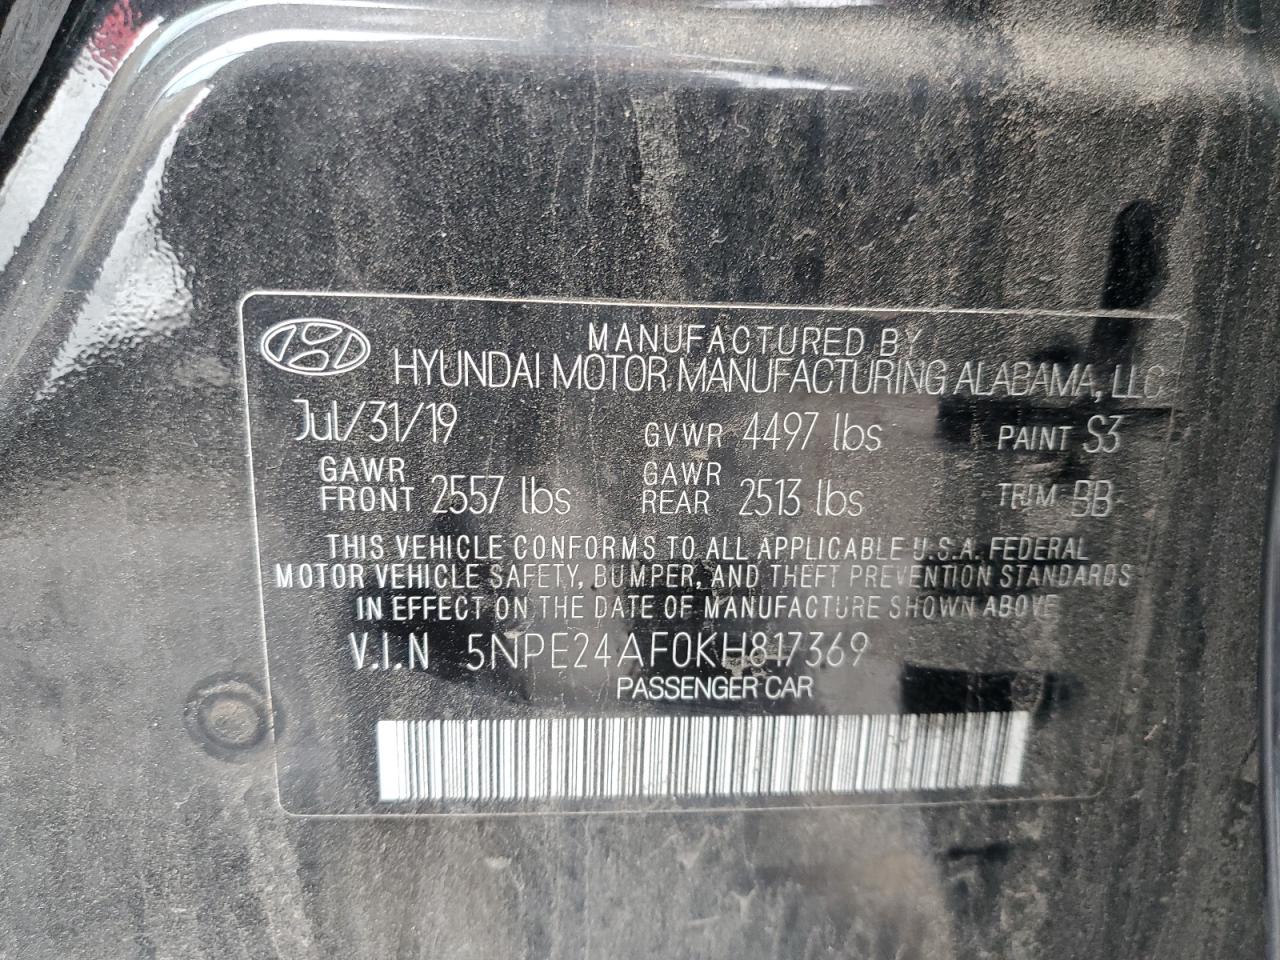 MANUFACTURED BY
HYUNDAI MOTOR MANUFACTURING ALABAMA, LLC
Jul/31/19 GVWR 4497 lbs PAINT S3
GAWR FRONT 2557 lbs GAWR REAR 2513 lbs TRIM BB
THIS VEHICLE CONFORMS TO ALL APPLICABLE U.S.A. FEDERAL
MOTOR VEHICLE SAFETY, BUMPER, AND THEFT PREVENTION STANDARDS
IN EFFECT ON THE DATE OF MANUFACTURE SHOWN ABOVE
V.I.N 5NPE24AF0KH817369
PASSENGER CAR